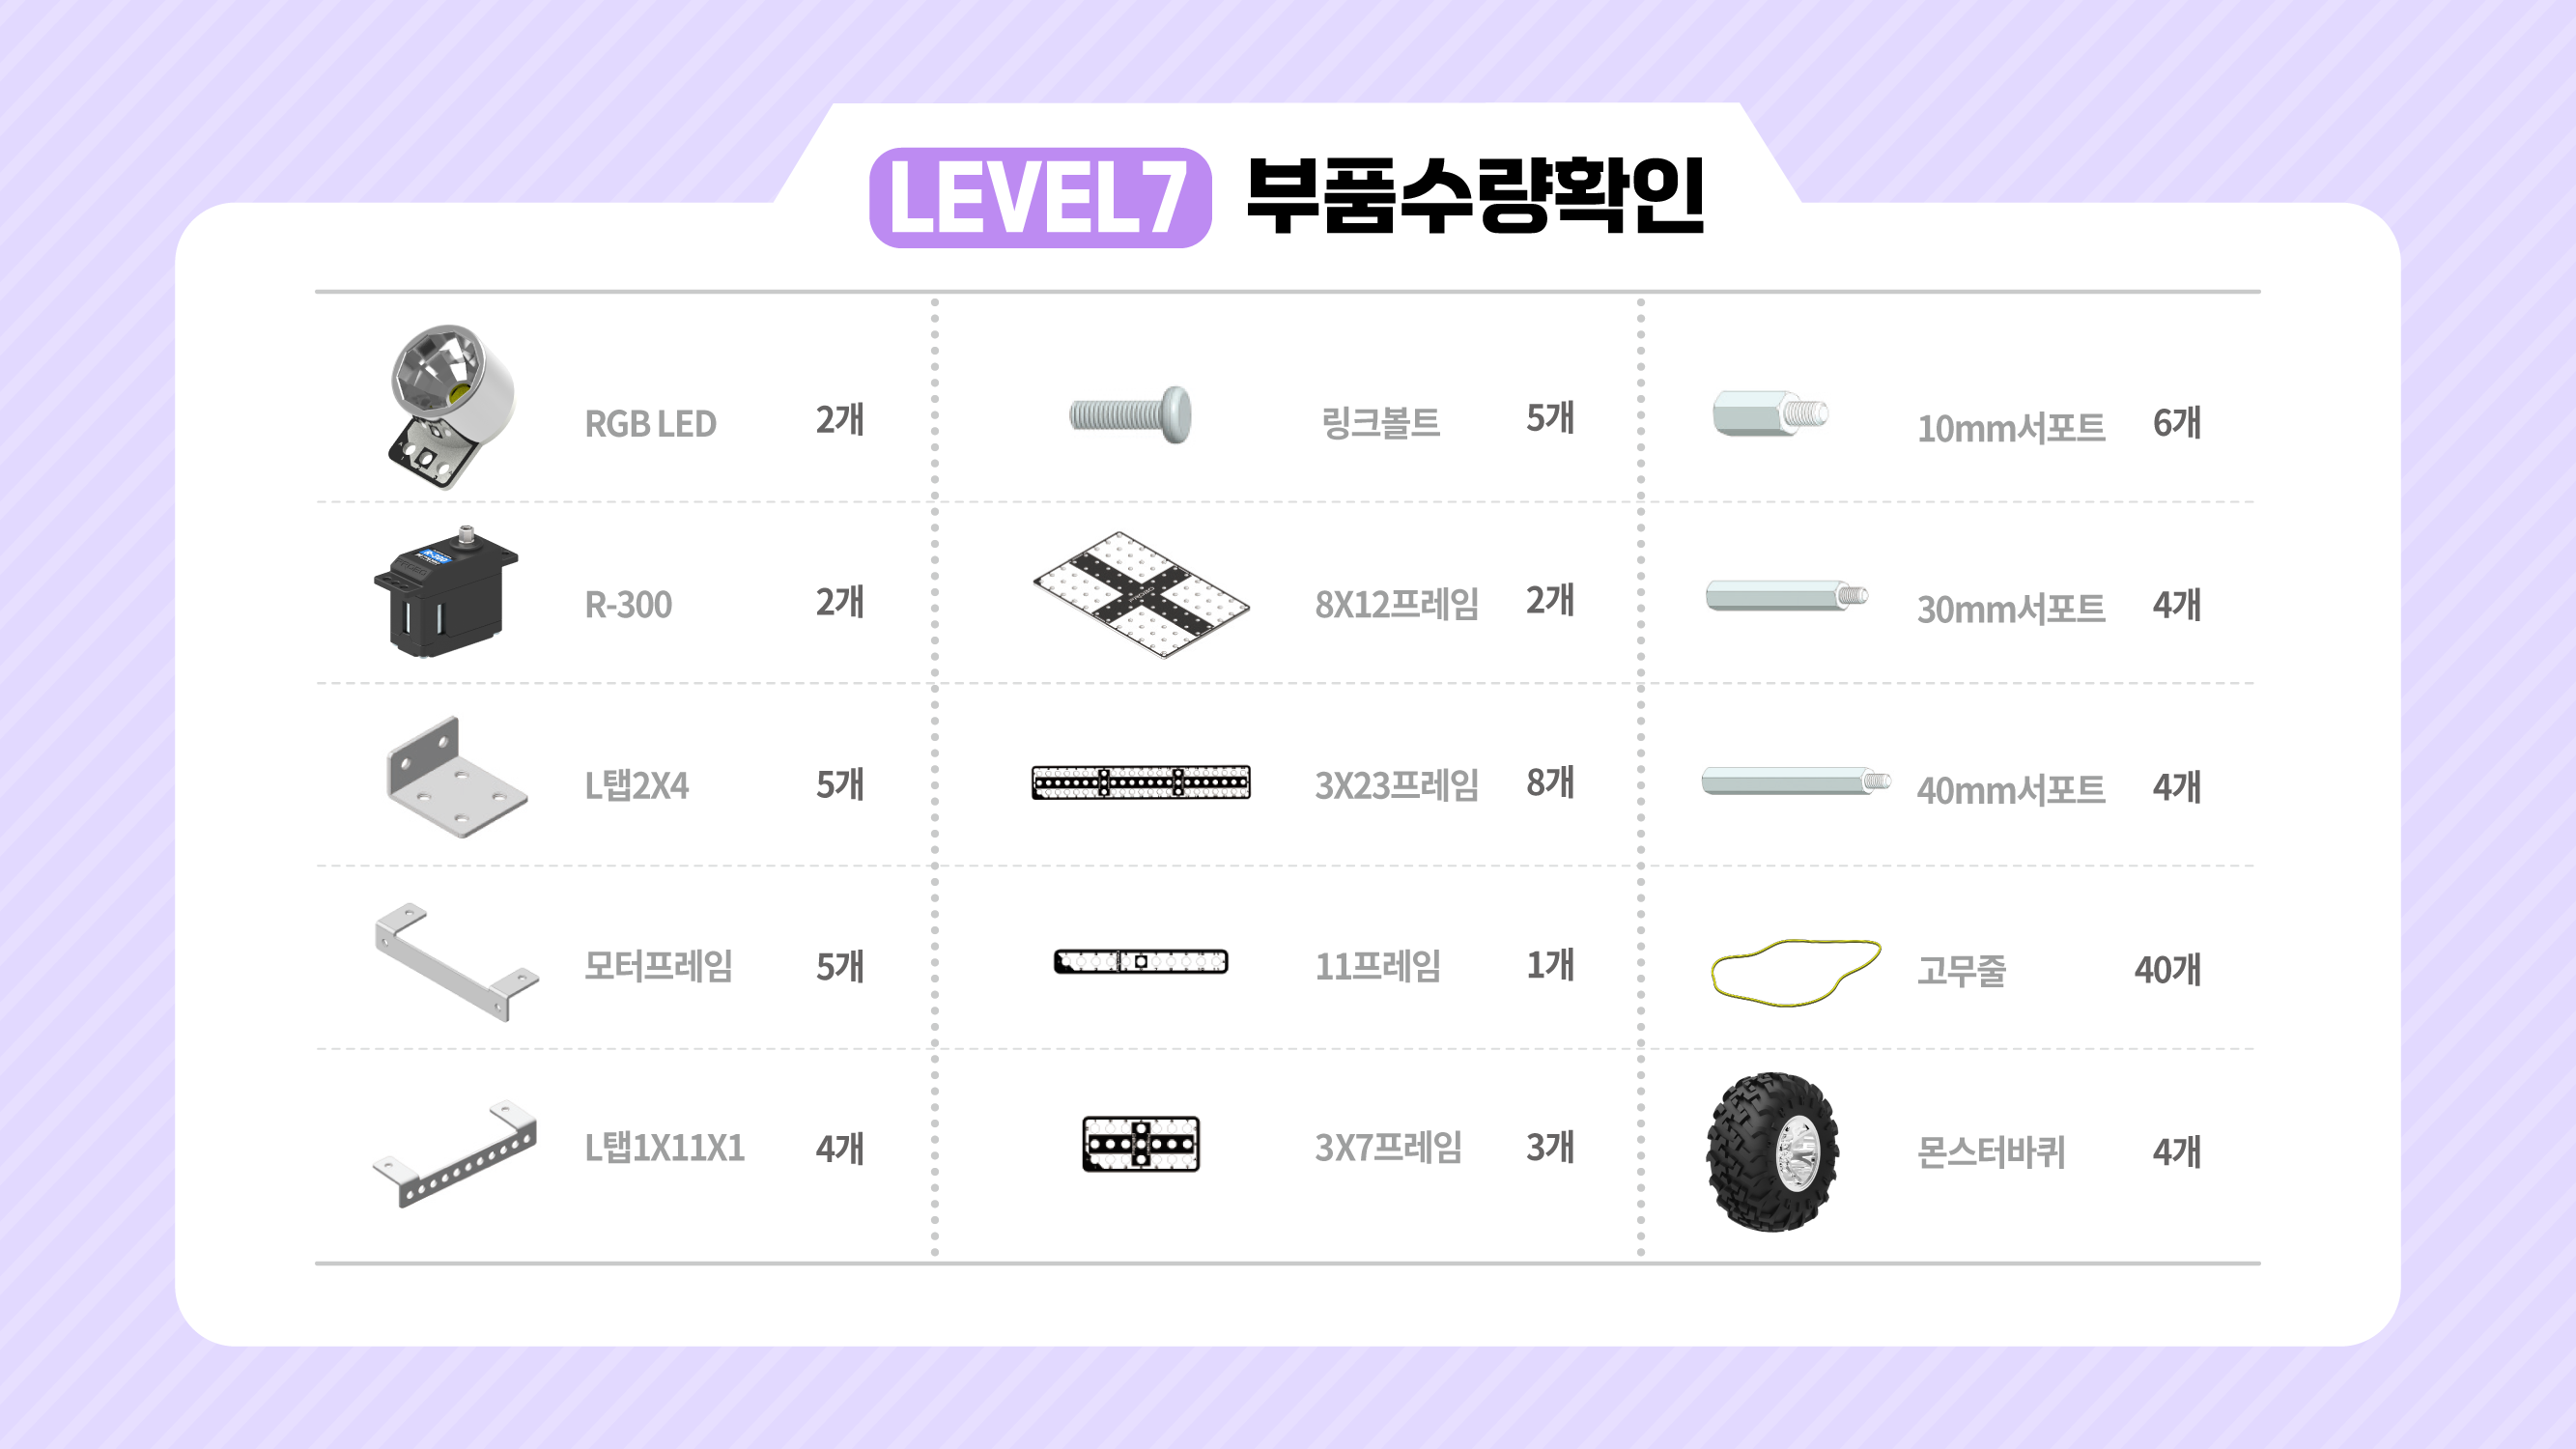 LEVEL7 부품수량확인
RGB LED 2개
링크볼트 5개
10mm서포트 6개
R-300 2개
8X12프레임 2개
30mm서포트 4개
L탭2X4 5개
3X23프레임 8개
40mm서포트 4개
모터프레임 5개
11프레임 1개
고무줄 40개
L탭1X11X1 4개
3X7프레임 3개
몬스터바퀴 4개